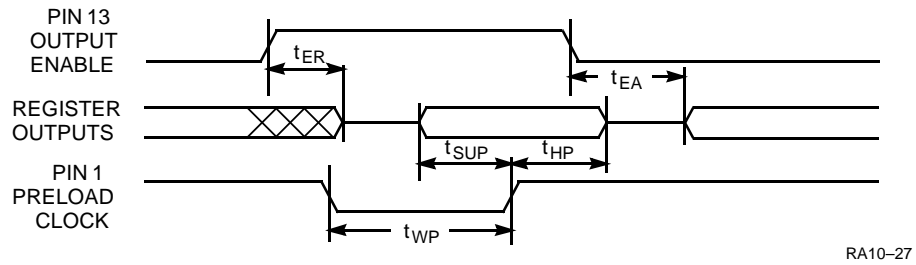 PIN 13
OUTPUT
ENABLE
tER
tEA
REGISTER
OUTPUTS
tSUP
tHP
PIN 1
PRELOAD
CLOCK
tWP
RA10–27